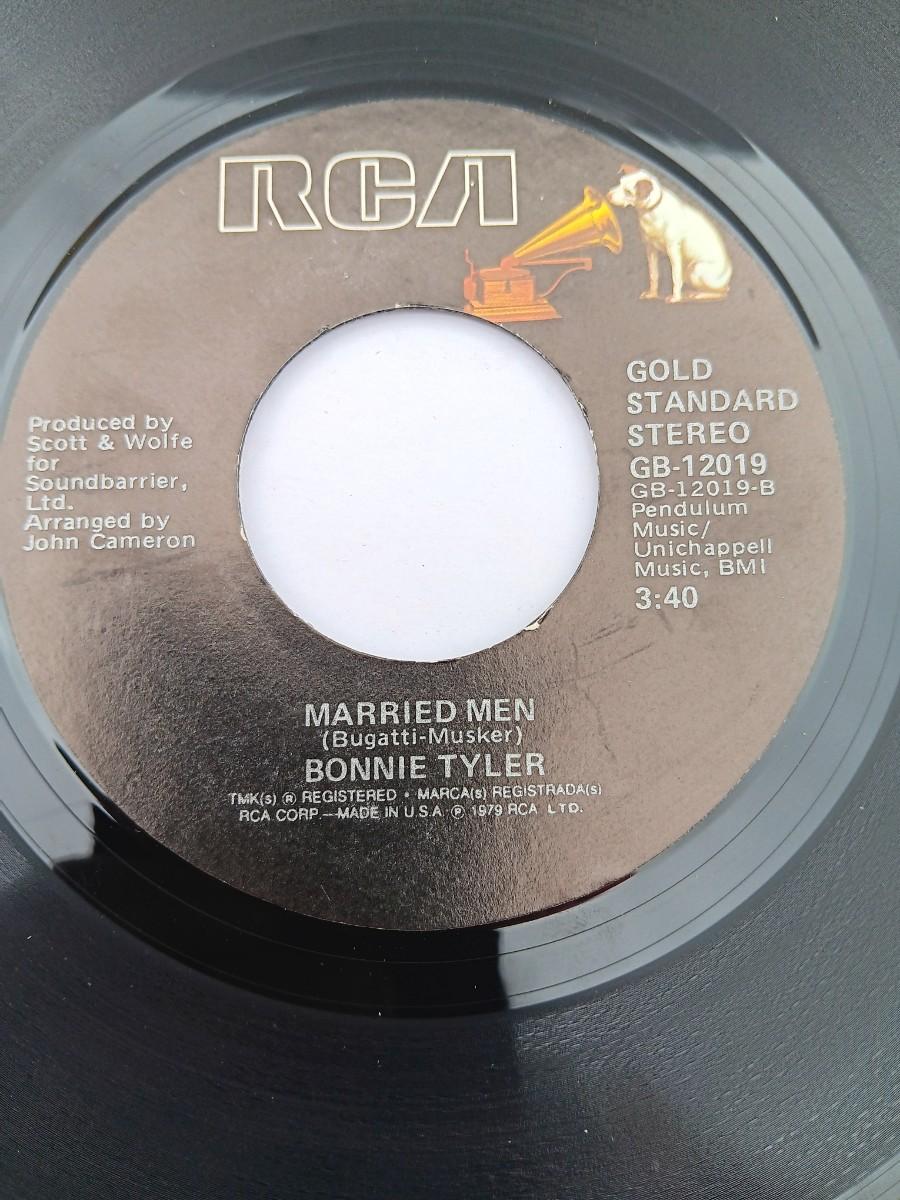 RCA
GOLD
STANDARD
STEREO
GB-12019
GB-12019-B
Pendulum
Music/
Unichappell
Music, BMI
3:40
Produced by
Scott & Wolfe
for
Soundbarrier,
Ltd.
Arranged by
John Cameron
MARRIED MEN
(Bugatti-Musker)
BONNIE TYLER
TMK(s) ® REGISTERED • MARCA(s) REGISTRADA(s)
RCA CORP.—MADE IN U.S.A. ℗ 1979 RCA LTD.